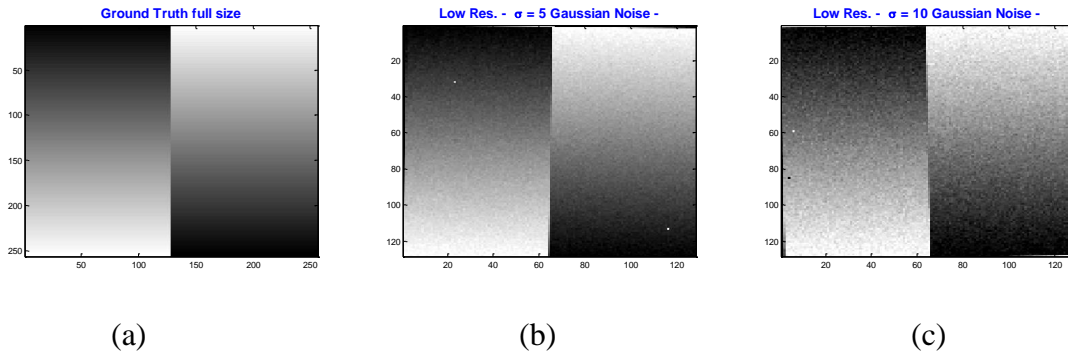 Ground Truth full size
Low Res. - σ = 5 Gaussian Noise -
Low Res. - σ = 10 Gaussian Noise -
50
100
150
200
250
50 100 150 200 250
20
40
60
80
100
120
20 40 60 80 100 120
20
40
60
80
100
120
20 40 60 80 100 120
(a)
(b)
(c)